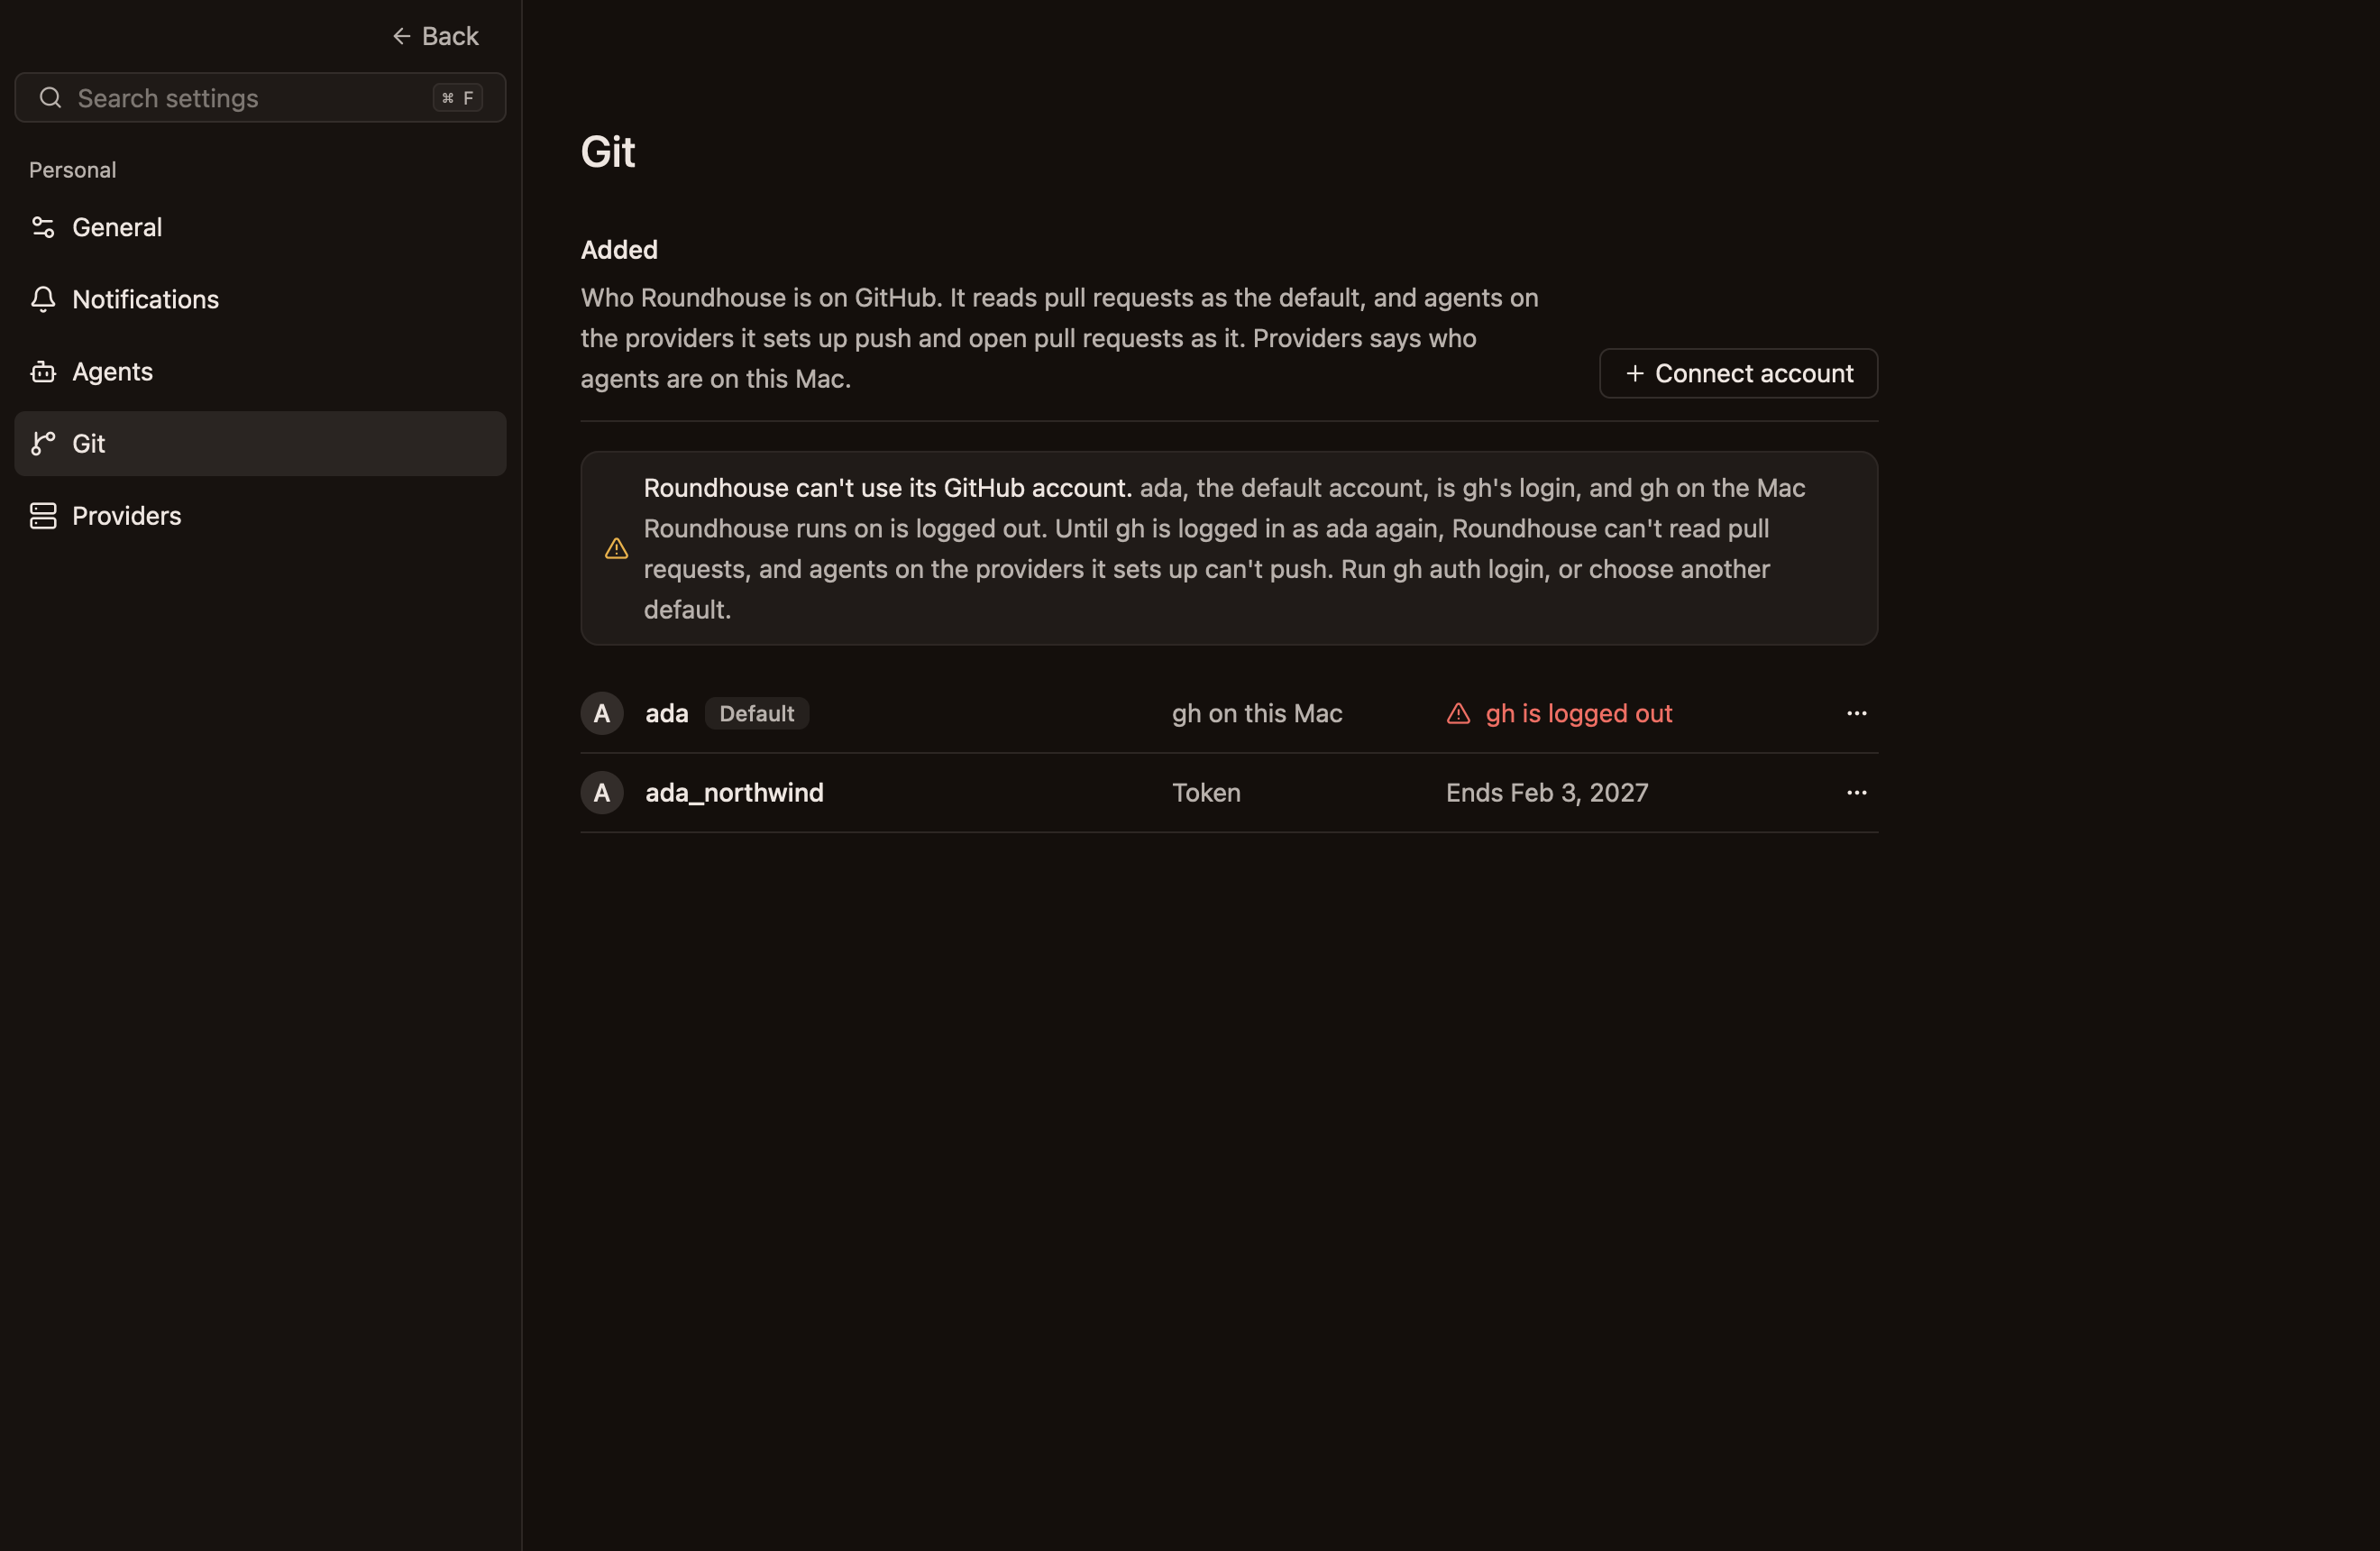 Back
Search settings
⌘ F
Personal
General
Notifications
Agents
Git
Providers
Git
Added
Who Roundhouse is on GitHub. It reads pull requests as the default, and agents on
the providers it sets up push and open pull requests as it. Providers says who
agents are on this Mac.
+ Connect account
Roundhouse can't use its GitHub account. ada, the default account, is gh's login, and gh on the Mac
Roundhouse runs on is logged out. Until gh is logged in as ada again, Roundhouse can't read pull
requests, and agents on the providers it sets up can't push. Run gh auth login, or choose another
default.
A ada Default gh on this Mac gh is logged out
A ada_northwind Token Ends Feb 3, 2027